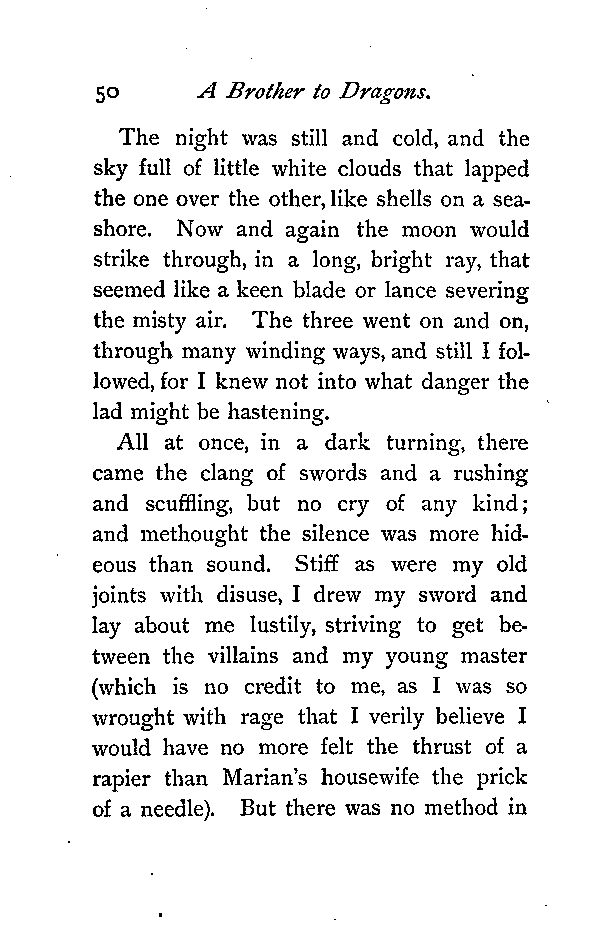 50 A Brother to Dragons.
The night was still and cold, and the
sky full of little white clouds that lapped
the one over the other, like shells on a sea-
shore. Now and again the moon would
strike through, in a long, bright ray, that
seemed like a keen blade or lance severing
the misty air. The three went on and on,
through many winding ways, and still I fol-
lowed, for I knew not into what danger the
lad might be hastening.
All at once, in a dark turning, there
came the clang of swords and a rushing
and scuffling, but no cry of any kind;
and methought the silence was more hid-
eous than sound. Stiff as were my old
joints with disuse, I drew my sword and
lay about me lustily, striving to get be-
tween the villains and my young master
(which is no credit to me, as I was so
wrought with rage that I verily believe I
would have no more felt the thrust of a
rapier than Marian's housewife the prick
of a needle). But there was no method in